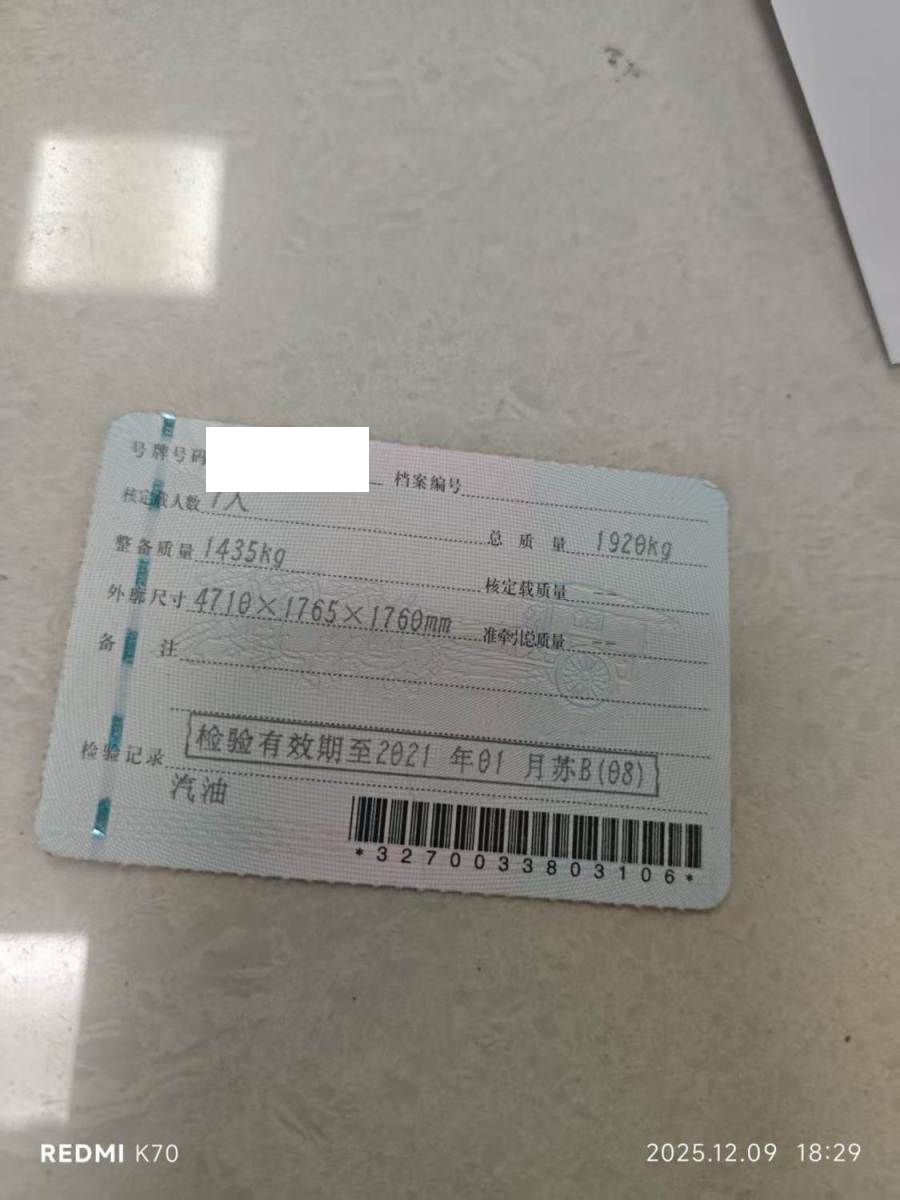 号牌号码 档案编号
核定载人数 7人 总质量 1920kg
整备质量 1435kg 核定载质量 --
外廓尺寸 4710×1765×1760mm 准牵引总质量 --
备注
检验记录 检验有效期至2021 年01 月苏B(08)
汽油
*3270033803106*
REDMI K70 2025.12.09 18:29